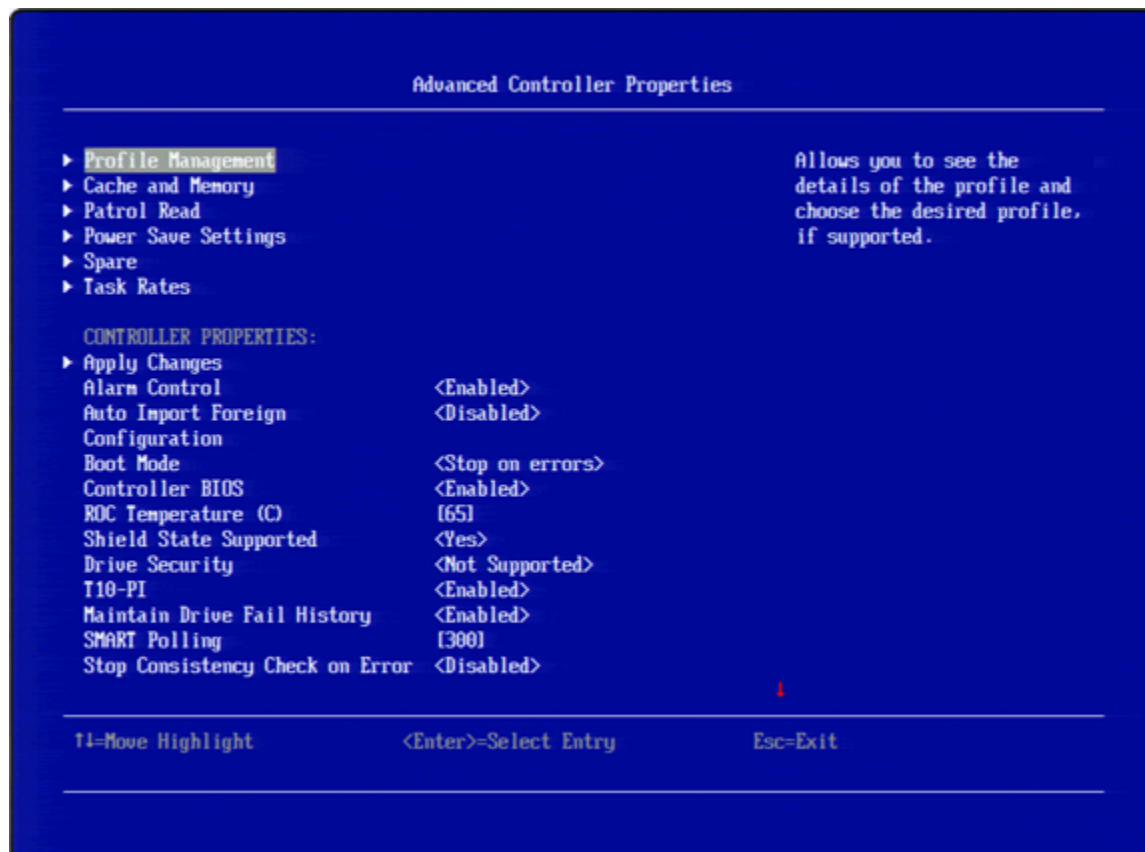 Advanced Controller Properties
▶ Profile Management
▶ Cache and Memory
▶ Patrol Read
▶ Power Save Settings
▶ Spare
▶ Task Rates
Allows you to see the
details of the profile and
choose the desired profile,
if supported.
CONTROLLER PROPERTIES:
▶ Apply Changes
Alarm Control <Enabled>
Auto Import Foreign <Disabled>
Configuration
Boot Mode <Stop on errors>
Controller BIOS <Enabled>
ROC Temperature (C) [65]
Shield State Supported <Yes>
Drive Security <Not Supported>
T10-PI <Enabled>
Maintain Drive Fail History <Enabled>
SMART Polling [300]
Stop Consistency Check on Error <Disabled>
↓
↑↓=Move Highlight <Enter>=Select Entry Esc=Exit